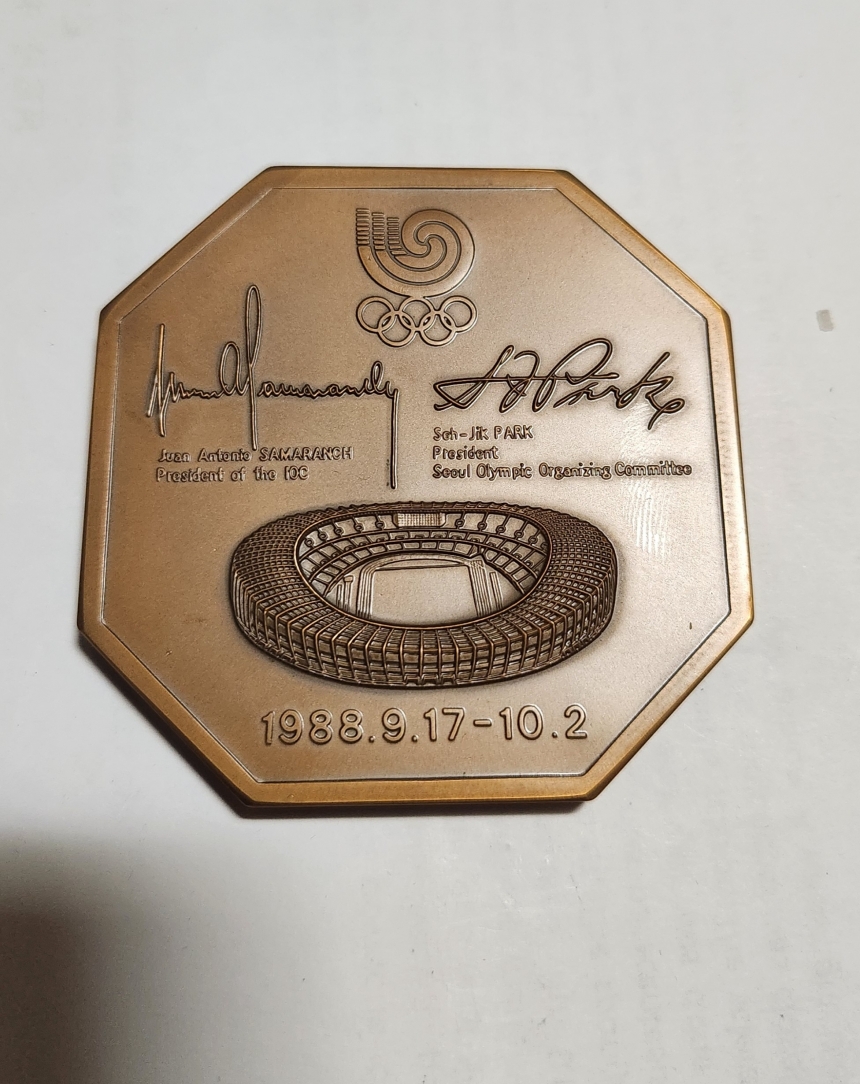 Juan Antonio SAMARANCH
President of the IOC
Seh-Jik PARK
President
Seoul Olympic Organizing Committee
1988.9.17-10.2